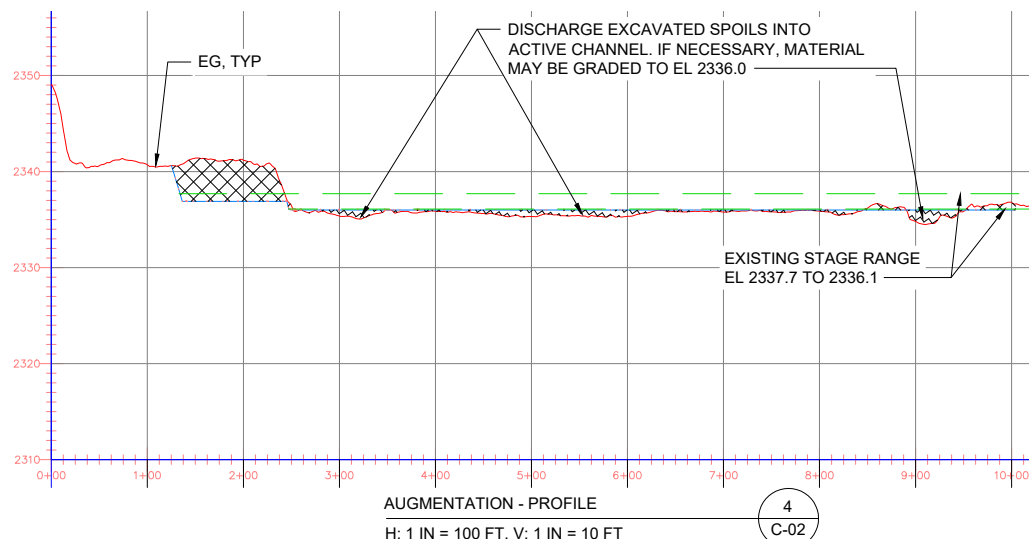 DISCHARGE EXCAVATED SPOILS INTO
ACTIVE CHANNEL. IF NECESSARY, MATERIAL
MAY BE GRADED TO EL 2336.0
EG, TYP
2350
2340
2330
2320
2310
EXISTING STAGE RANGE
EL 2337.7 TO 2336.1
0+00 1+00 2+00 3+00 4+00 5+00 6+00 7+00 8+00 9+00 10+00
AUGMENTATION - PROFILE
H: 1 IN = 100 FT, V: 1 IN = 10 FT
4
C-02